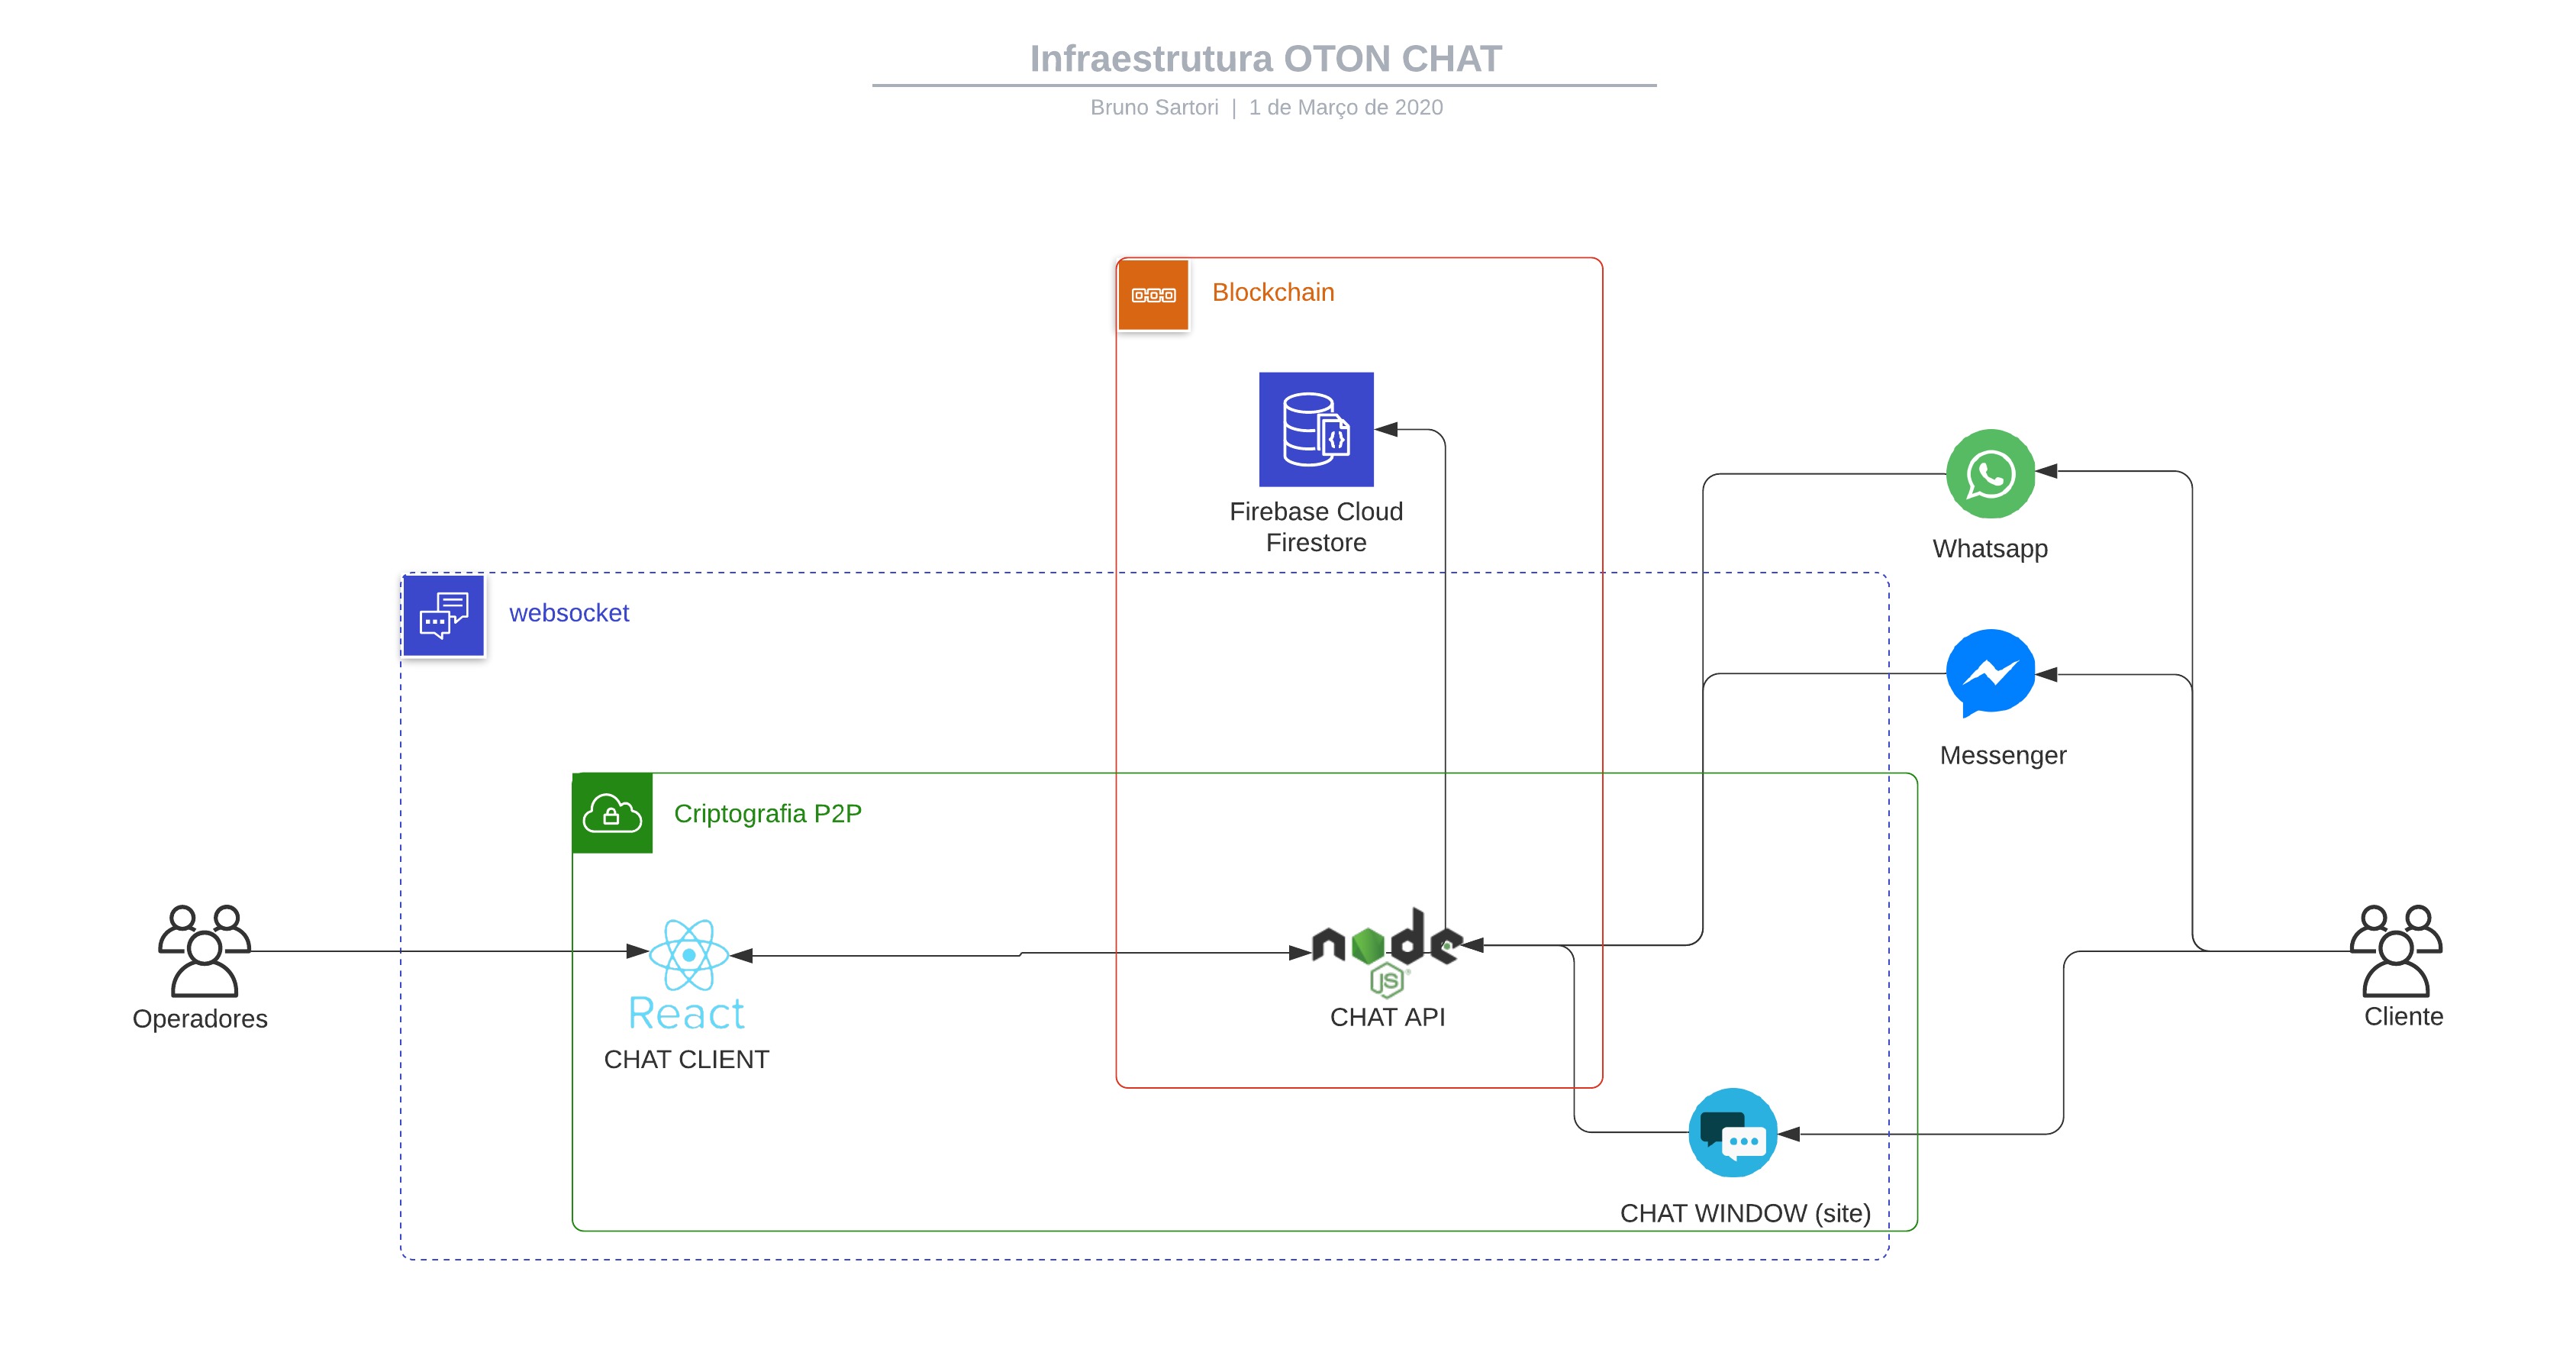 Infraestrutura OTON CHAT
Bruno Sartori | 1 de Março de 2020
Blockchain
Firebase Cloud
Firestore
Whatsapp
websocket
Messenger
Criptografia P2P
node
JS
React
Operadores
CHAT CLIENT
CHAT API
Cliente
CHAT WINDOW (site)